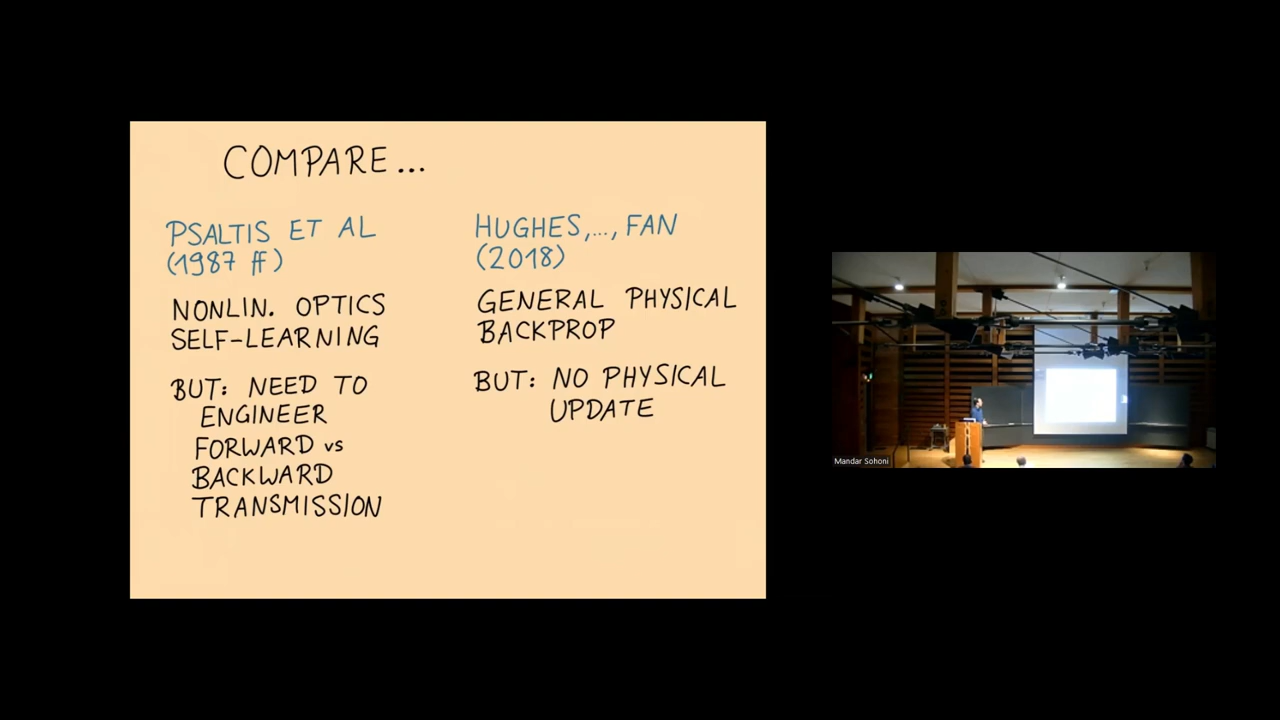 COMPARE...
PSALTIS ET AL
(1987 ff)
NONLIN. OPTICS
SELF-LEARNING
BUT: NEED TO
ENGINEER
FORWARD vs
BACKWARD
TRANSMISSION
HUGHES,..., FAN
(2018)
GENERAL PHYSICAL
BACKPROP
BUT: NO PHYSICAL
UPDATE
Mandar Sohoni